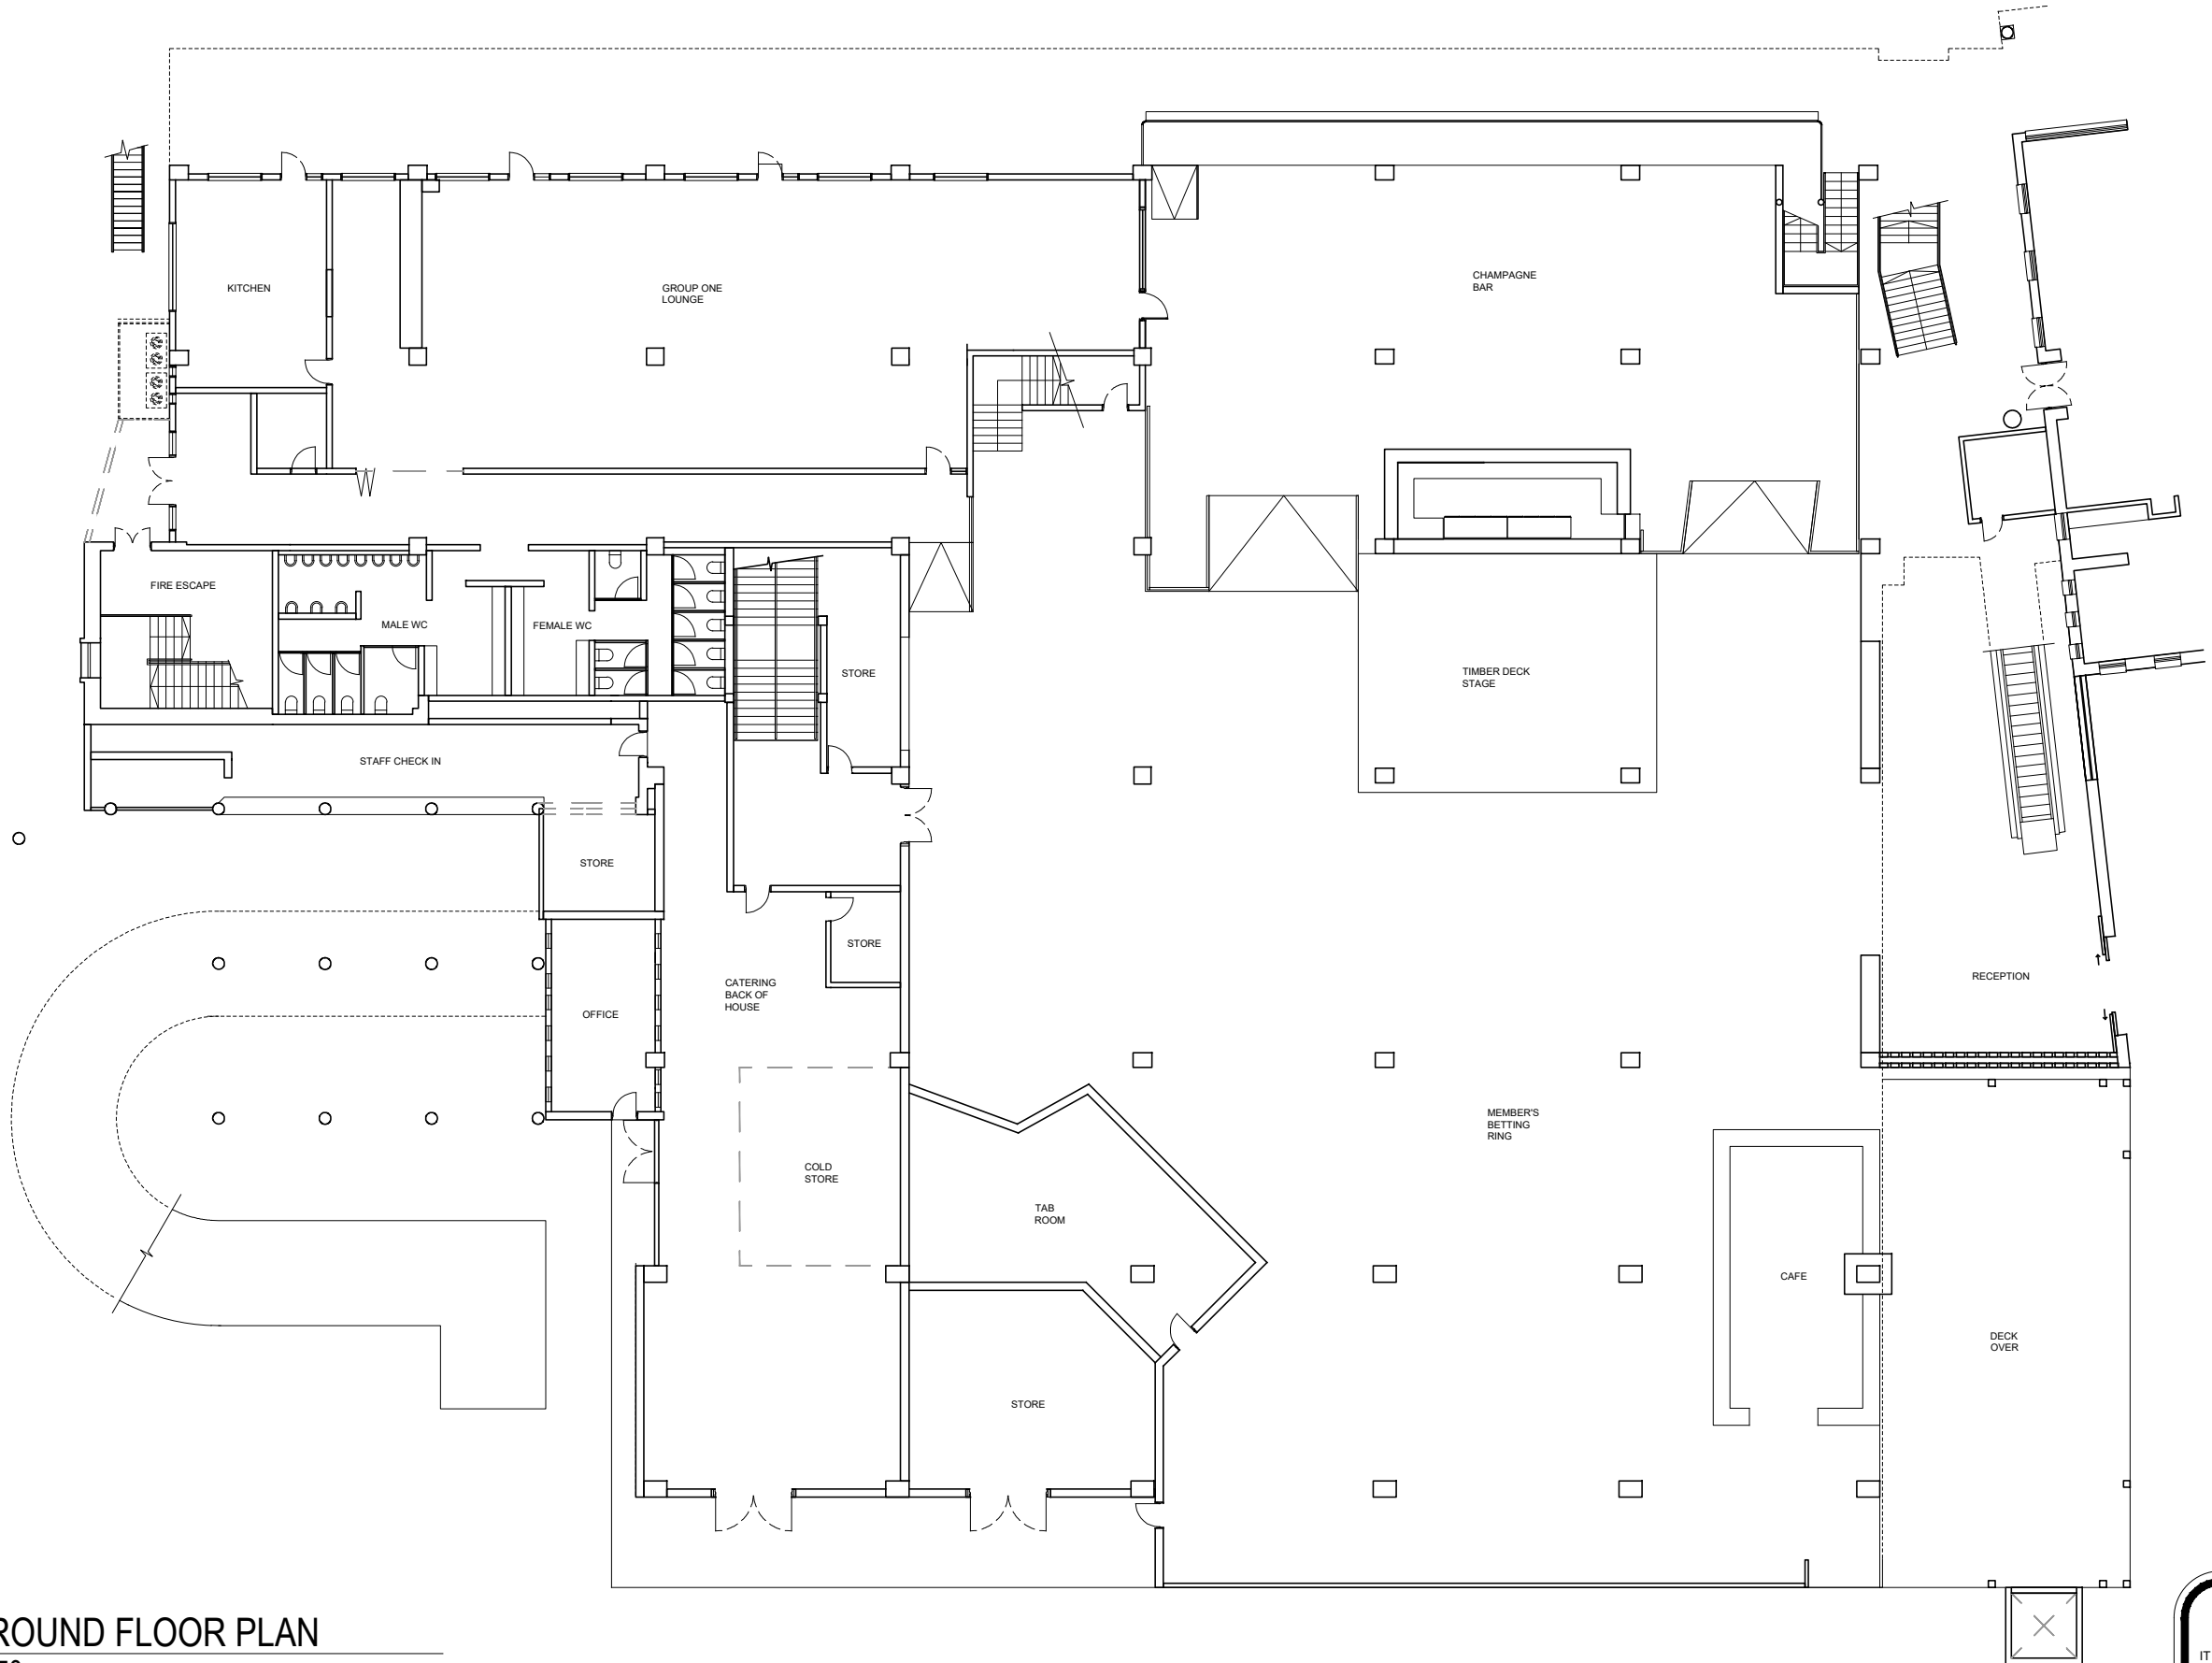 KITCHEN
GROUP ONE
LOUNGE
CHAMPAGNE
BAR
FIRE ESCAPE
MALE WC
FEMALE WC
STORE
TIMBER DECK
STAGE
STAFF CHECK IN
STORE
STORE
CATERING
BACK OF
HOUSE
OFFICE
RECEPTION
MEMBER'S
BETTING
RING
COLD
STORE
TAB
ROOM
CAFE
DECK
OVER
STORE
ROUND FLOOR PLAN
IT